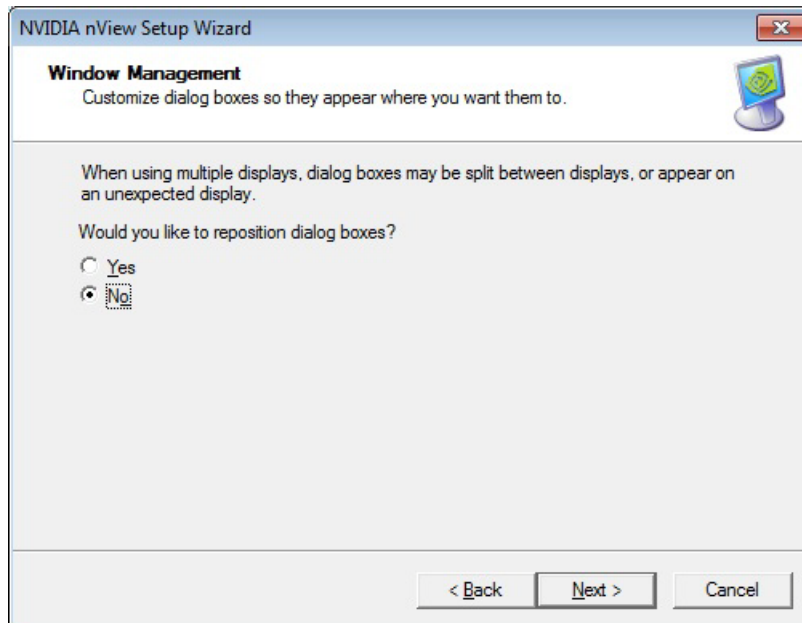 NVIDIA nView Setup Wizard
Window Management
Customize dialog boxes so they appear where you want them to.
When using multiple displays, dialog boxes may be split between displays, or appear on
an unexpected display.
Would you like to reposition dialog boxes?
Yes
No
< Back
Next >
Cancel